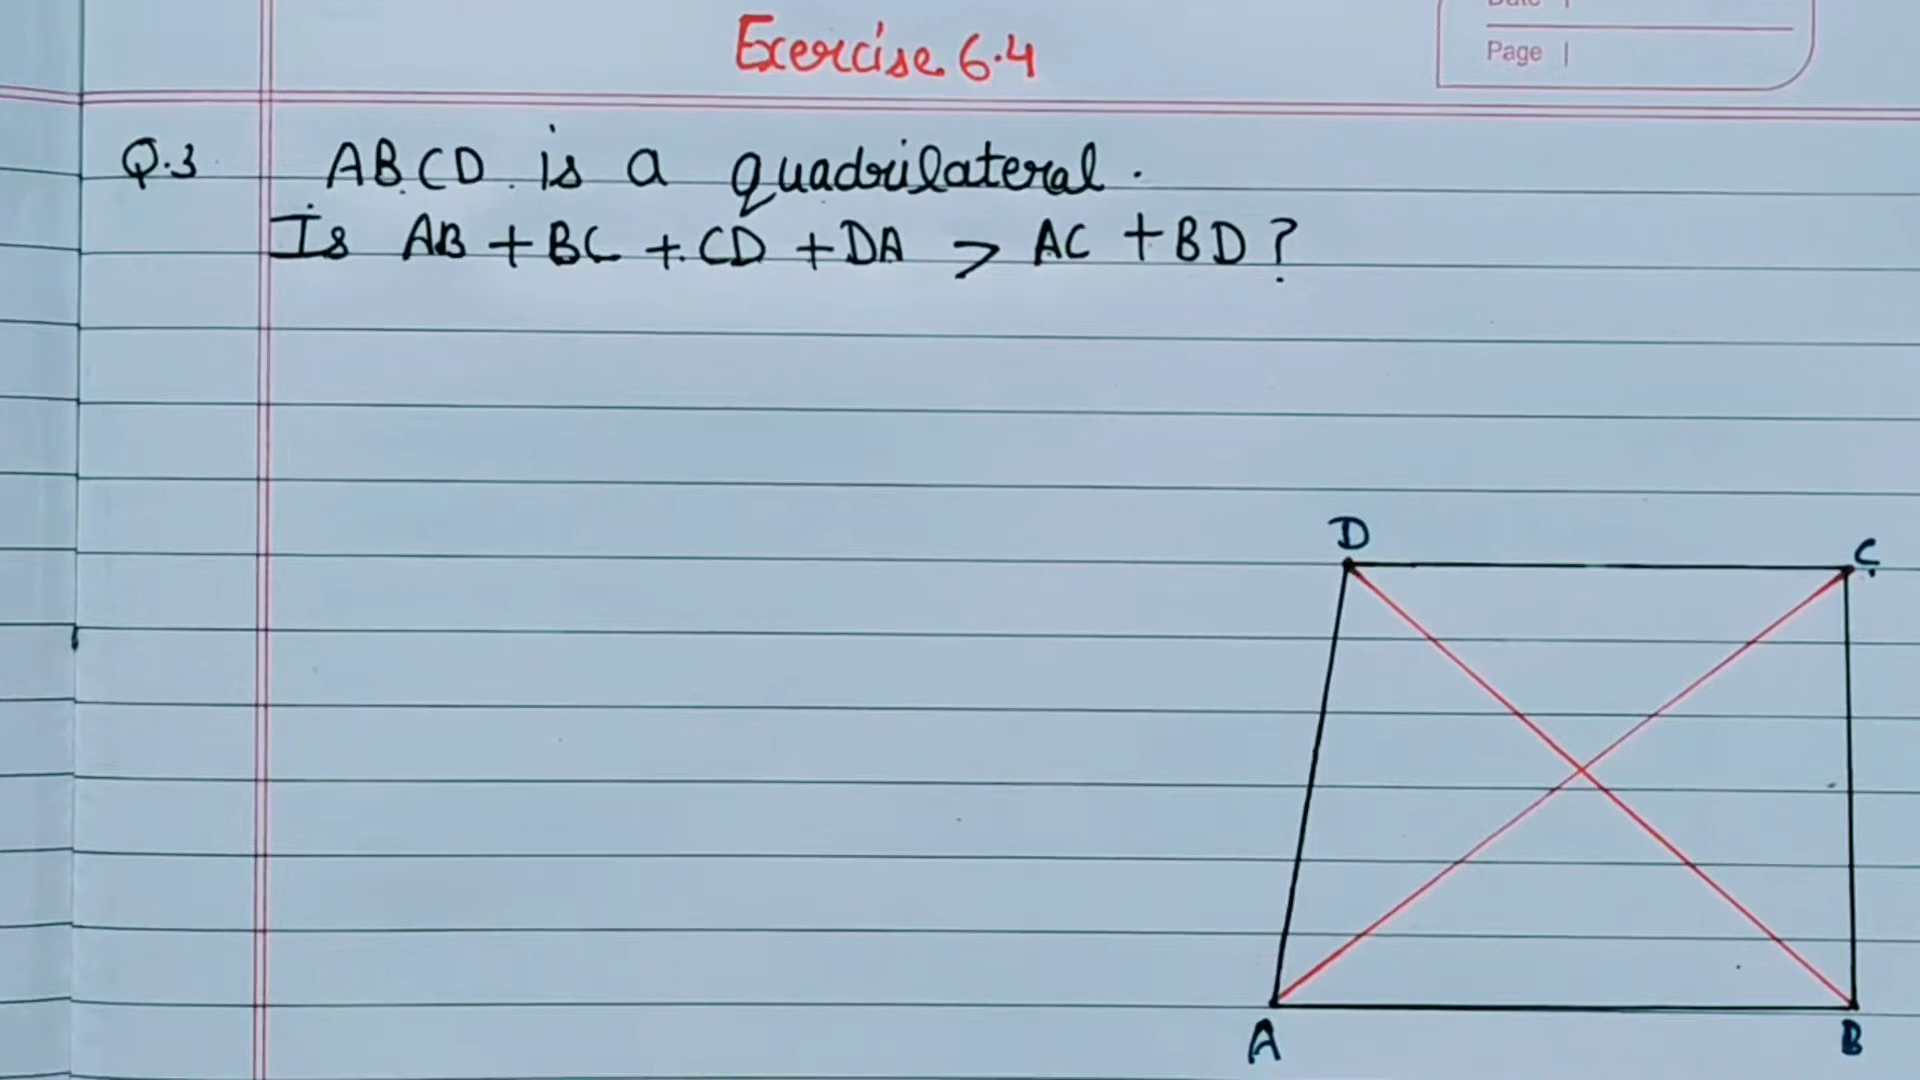 Exercise 6.4
Page |
Q.3 ABCD is a quadrilateral.
Is AB + BC + CD + DA > AC + BD?
D
C
A
B